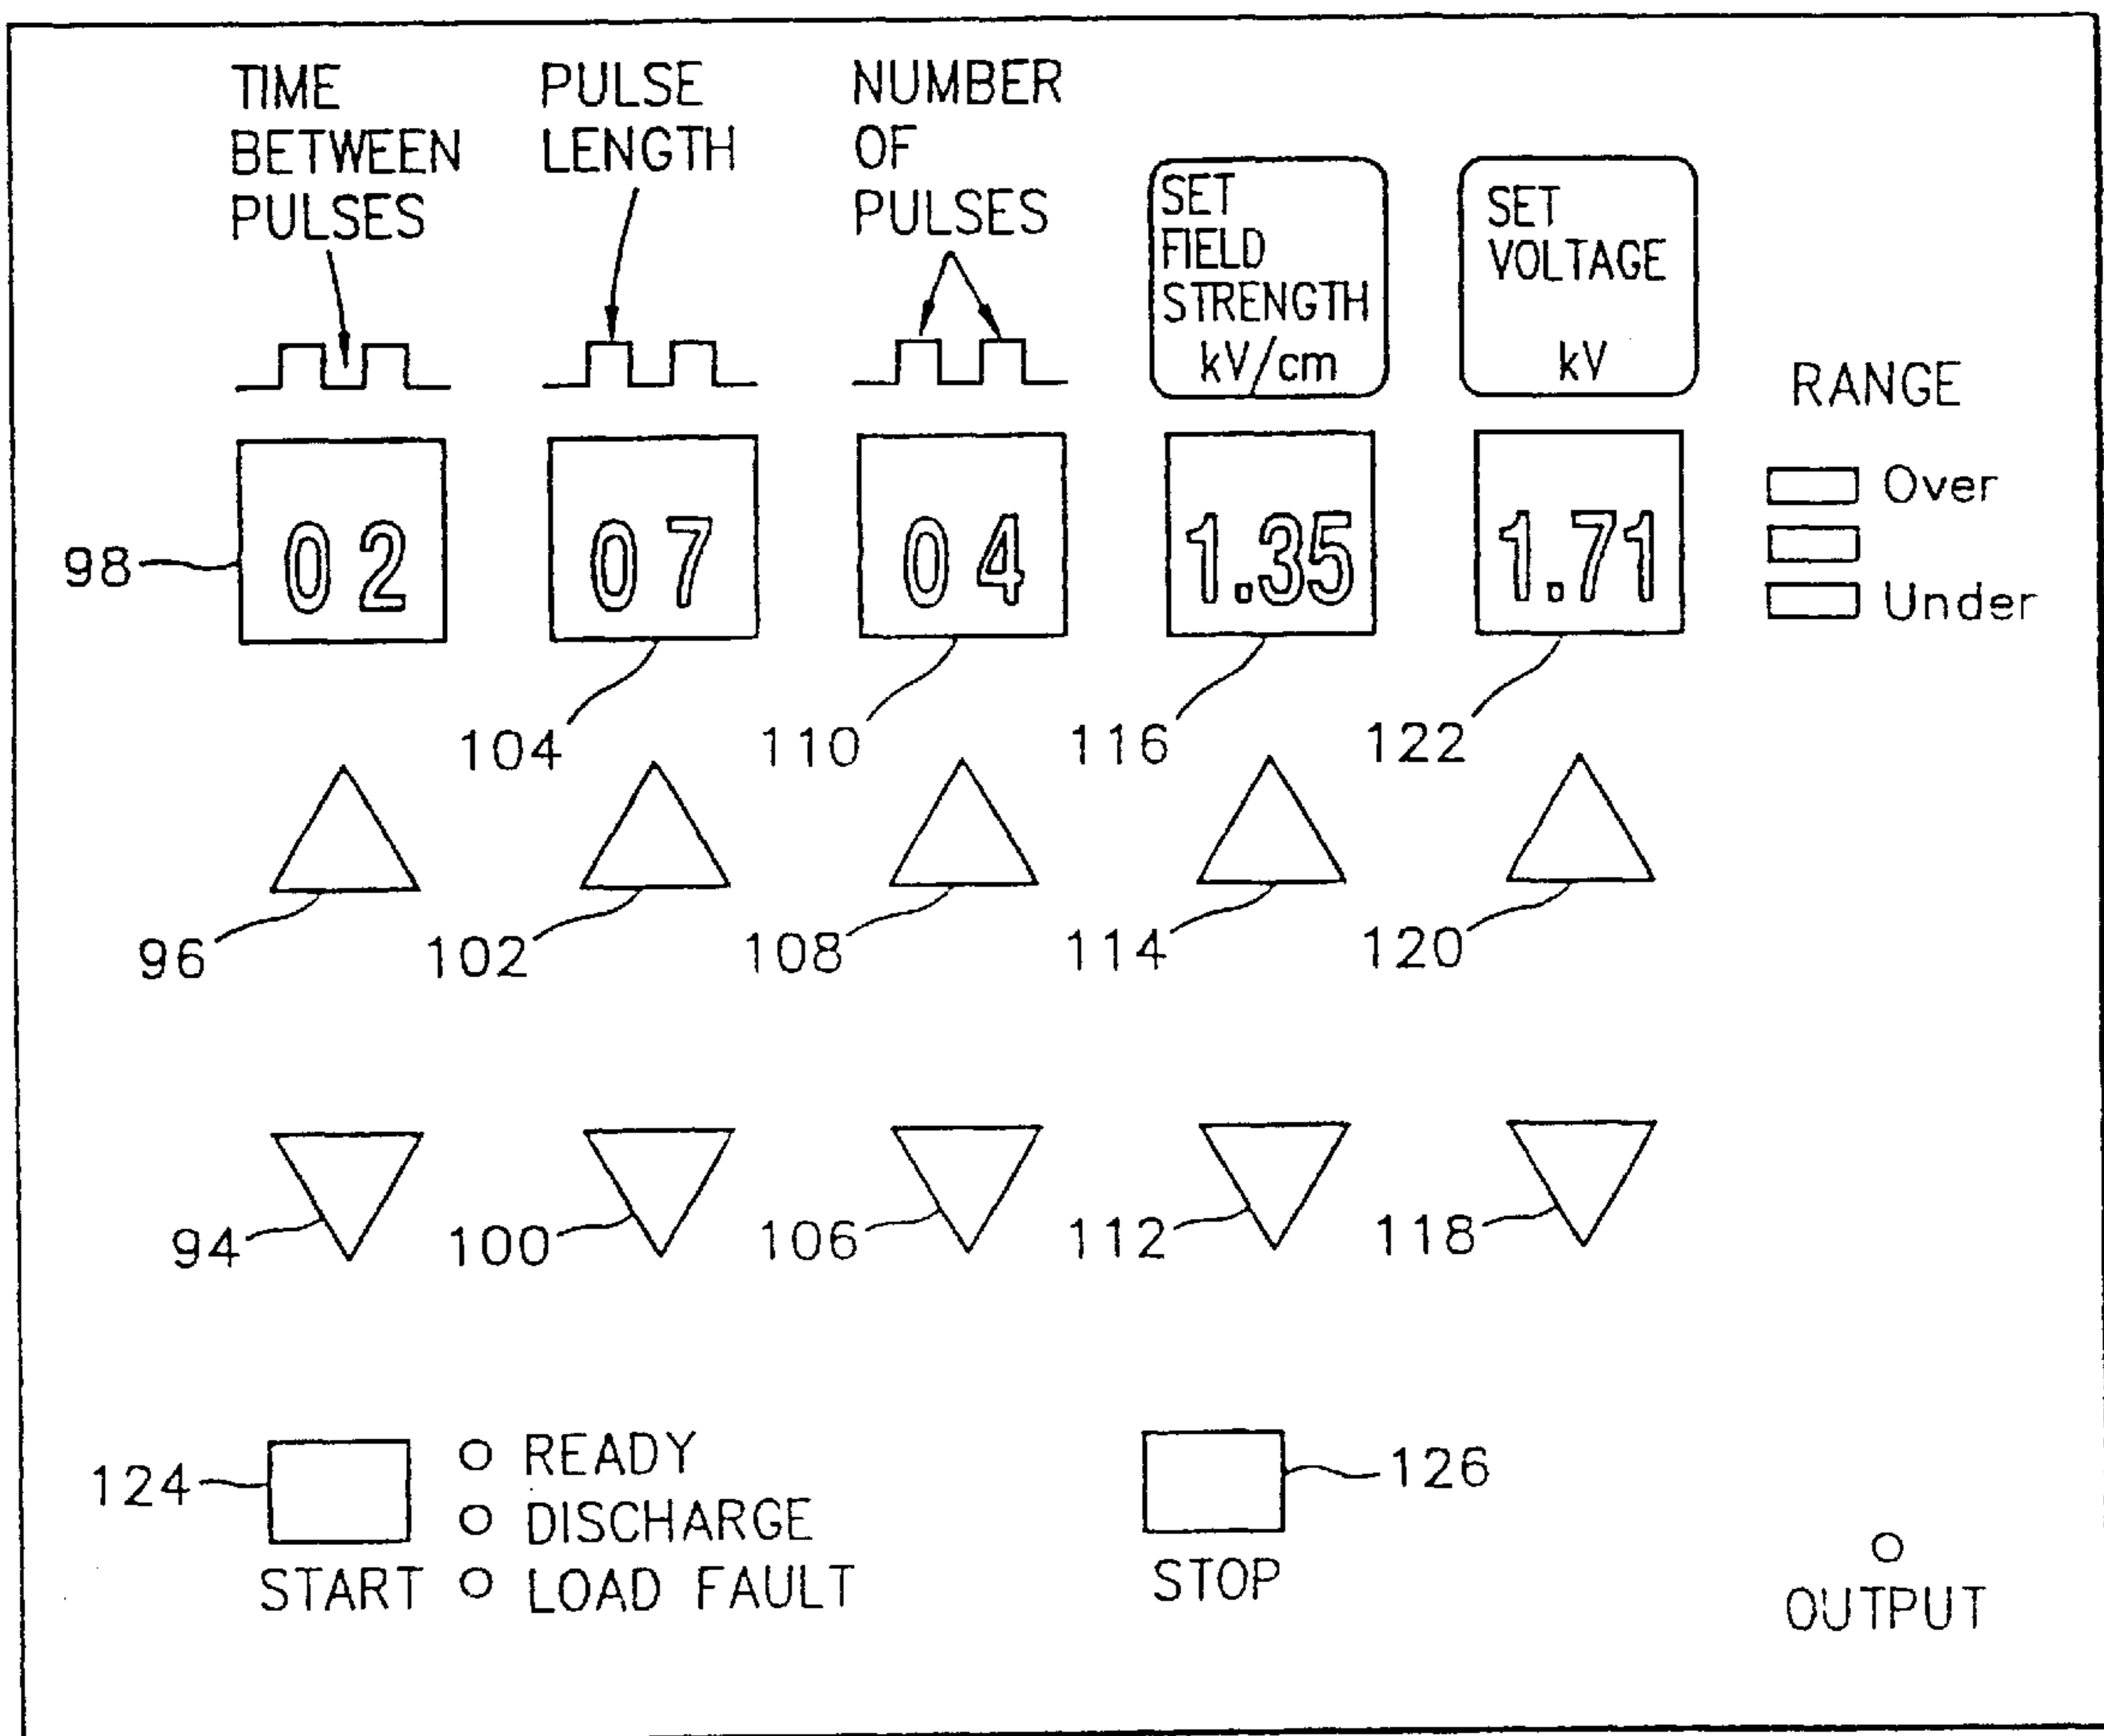 TIME
BETWEEN
PULSES
PULSE
LENGTH
NUMBER
OF
PULSES
SET
FIELD
STRENGTH
kV/cm
SET
VOLTAGE
kV
RANGE
Over
Under
98
02
07
04
1.35
1.71
104
110
116
122
96
102
108
114
120
94
100
106
112
118
124
START
READY
DISCHARGE
LOAD FAULT
126
STOP
OUTPUT